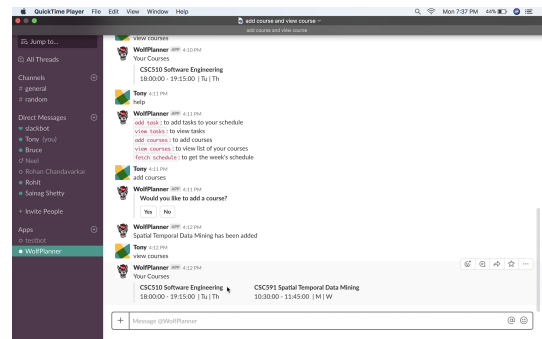 QuickTime Player File Edit View Window Help
Mon 7:37 PM 44%
add course and view course
add course and view course
Jump to...
All Threads
Channels
# general
# random
Direct Messages
slackbot
Tony (you)
Bruce
Neel
Rohan Chandavarkar
Rohit
Sainag Shetty
+ Invite People
Apps
testbot
WolfPlanner
view courses
WolfPlanner APP 4:10 PM
Your Courses
CSC510 Software Engineering
18:00:00 - 19:15:00 | Tu | Th
Tony 4:11 PM
help
WolfPlanner APP 4:11 PM
add task: to add tasks to your schedule
view tasks: to view tasks
add courses: to add courses
view courses: to view list of your courses
fetch schedule: to get the week's schedule
Tony 4:11 PM
add courses
WolfPlanner APP 4:11 PM
Would you like to add a course?
Yes No
WolfPlanner APP 4:12 PM
Spatial Temporal Data Mining has been added
Tony 4:12 PM
view courses
WolfPlanner APP 4:12 PM
Your Courses
CSC510 Software Engineering CSC591 Spatial Temporal Data Mining
18:00:00 - 19:15:00 | Tu | Th 10:30:00 - 11:45:00 | M | W
Message @WolfPlanner